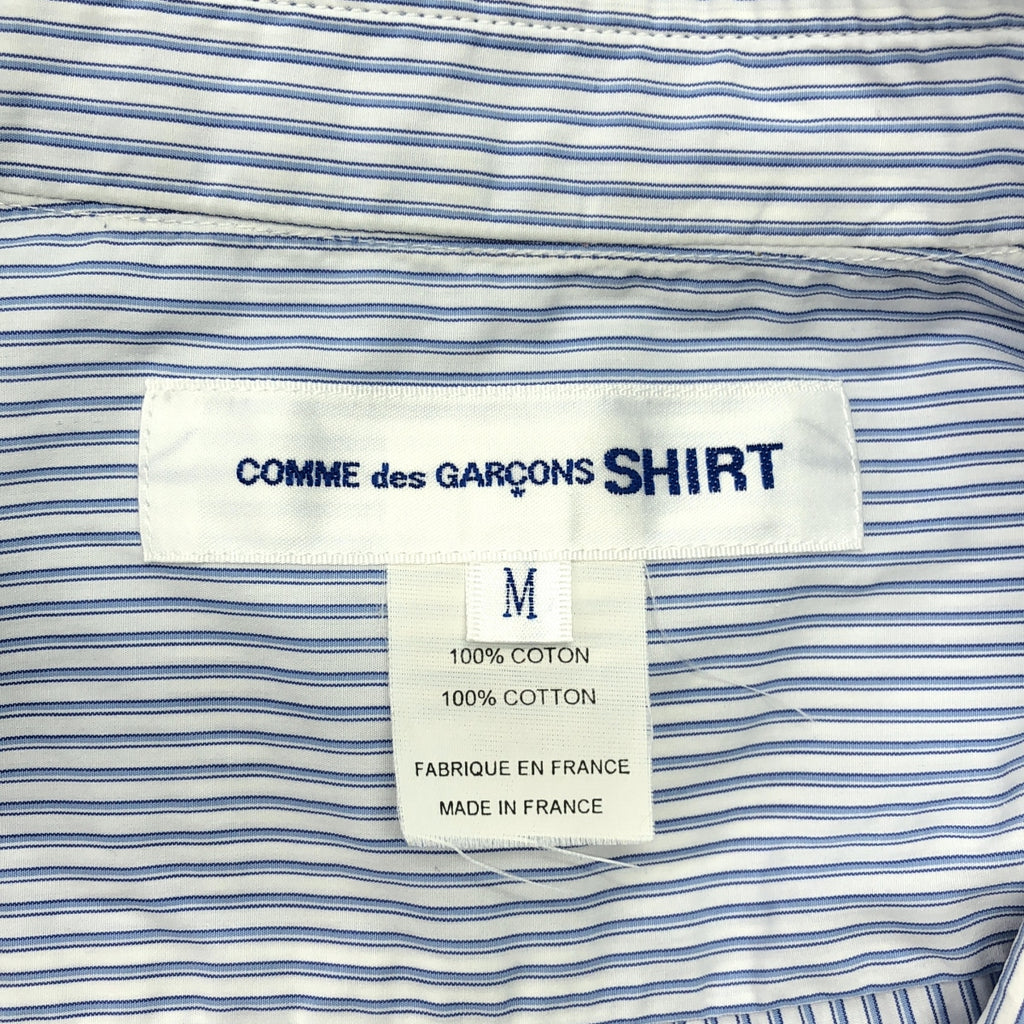 COMME des GARÇONS SHIRT
M
100% COTON
100% COTTON
FABRIQUE EN FRANCE
MADE IN FRANCE